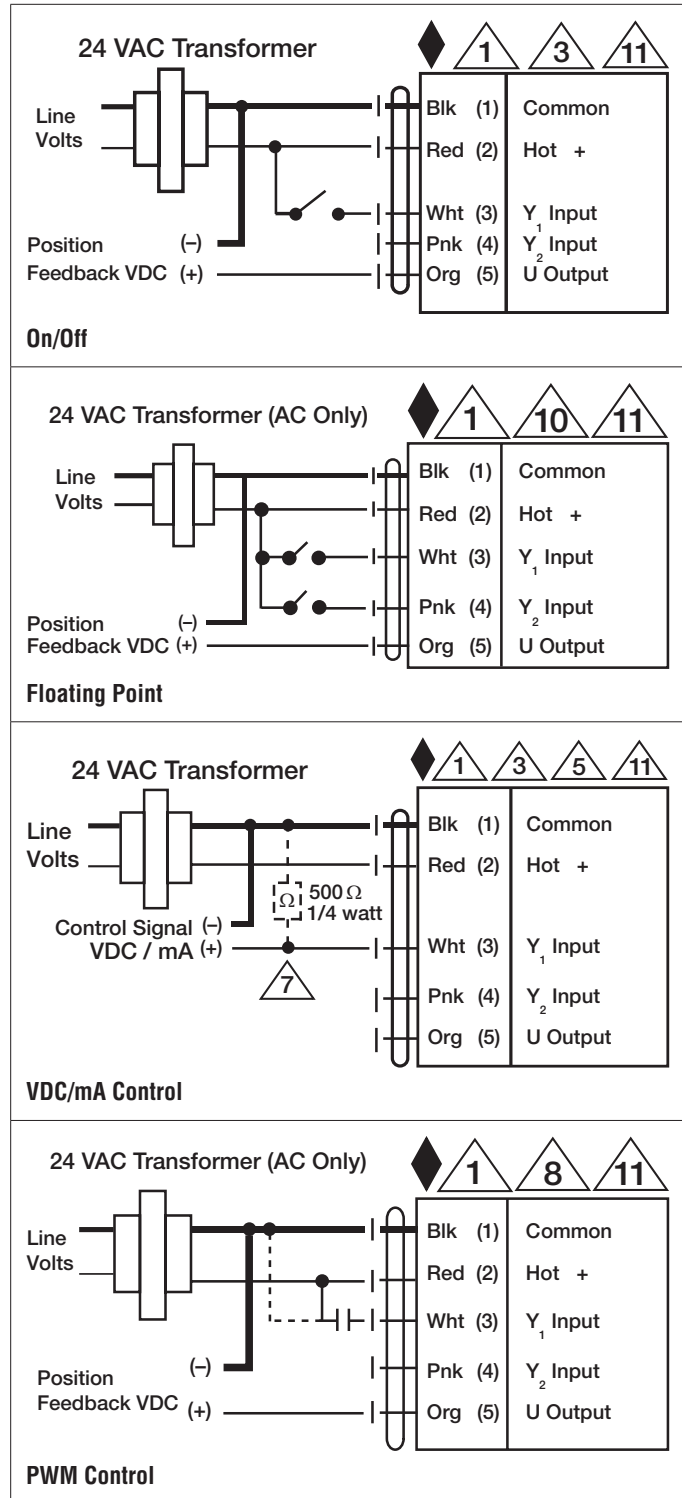 24 VAC Transformer
1 3 11
Line
Volts
Blk (1) Common
Red (2) Hot +
Wht (3) Y1 Input
Position (–)
Pnk (4) Y2 Input
Feedback VDC (+)
Org (5) U Output
On/Off
24 VAC Transformer (AC Only)
1 10 11
Line
Volts
Blk (1) Common
Red (2) Hot +
Wht (3) Y1 Input
Pnk (4) Y2 Input
Position (–)
Feedback VDC (+)
Org (5) U Output
Floating Point
24 VAC Transformer
1 3 5 11
Line
Volts
Blk (1) Common
Red (2) Hot +
Ω 500 Ω
1/4 watt
Control Signal (–)
VDC / mA (+)
Wht (3) Y1 Input
7
Pnk (4) Y2 Input
Org (5) U Output
VDC/mA Control
24 VAC Transformer (AC Only)
1 8 11
Line
Volts
Blk (1) Common
Red (2) Hot +
Wht (3) Y1 Input
Position (–)
Pnk (4) Y2 Input
Feedback VDC (+)
Org (5) U Output
PWM Control